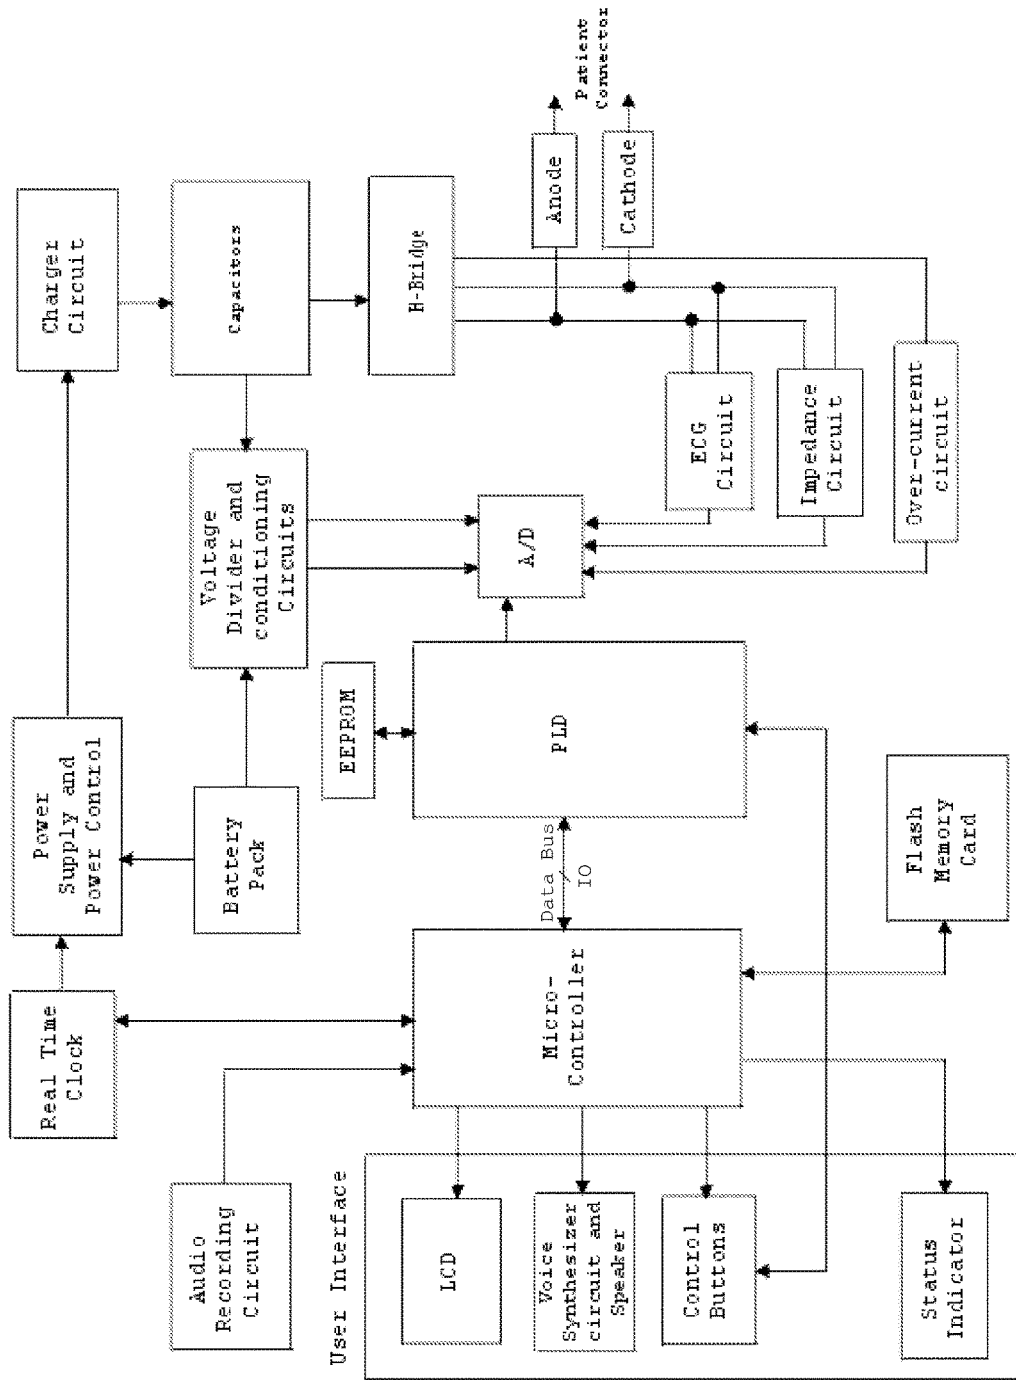 Audio
Recording
Circuit
Real Time
Clock
Power
Supply and
Power Control
Charger
Circuit
Battery
Pack
Voltage
Divider and
conditioning
Circuits
Capacitors
User Interface
EEPROM
H-Bridge
LCD
Micro-
Controller
Data Bus
IO
PLD
A/D
Anode
Patient
Connector
Cathode
Voice
Synthesizer
circuit and
Speaker
Control
Buttons
ECG
Circuit
Impedance
Circuit
Status
Indicator
Flash
Memory
Card
Over-current
circuit